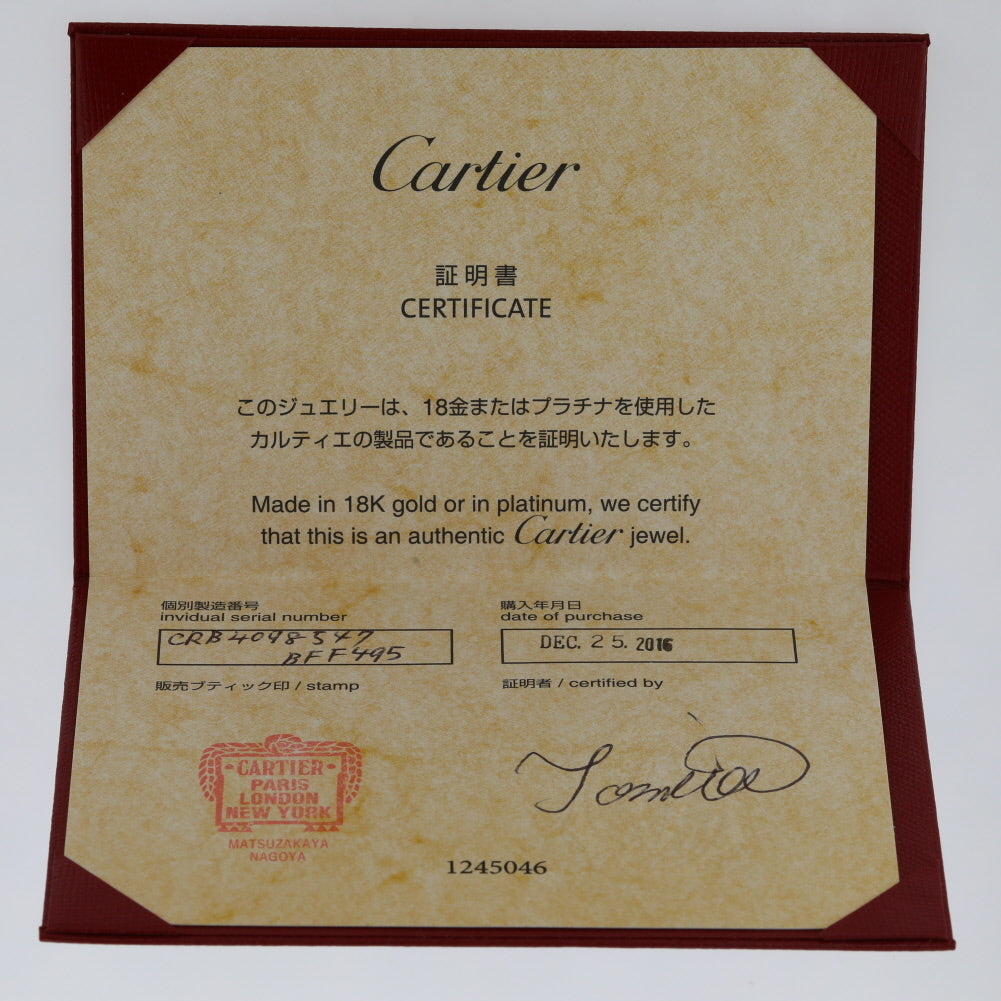 Cartier
証明書
CERTIFICATE
このジュエリーは、18金またはプラチナを使用した
カルティエの製品であることを証明いたします。
Made in 18K gold or in platinum, we certify
that this is an authentic Cartier jewel.
個別製造番号
invidual serial number
CRB4098547
BFF495
購入年月日
date of purchase
DEC. 25. 2016
販売ブティック印 / stamp
証明者 / certified by
CARTIER
PARIS
LONDON
NEW YORK
MATSUZAKAYA
NAGOYA
1245046